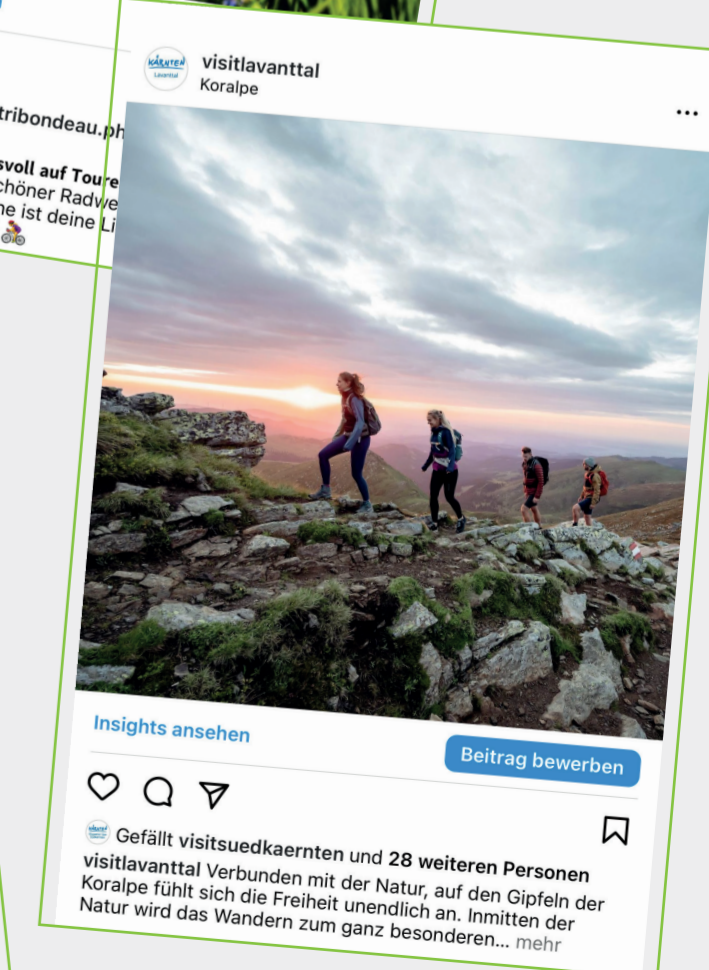 tribondeau.ph
svoll auf Toure
chöner Radwe
ne ist deine Li
KÄRNTEN
Lavanttal
visitlavanttal
Koralpe
Insights ansehen
Beitrag bewerben
Gefällt visitsuedkaernten und 28 weiteren Personen
visitlavanttal Verbunden mit der Natur, auf den Gipfeln der
Koralpe fühlt sich die Freiheit unendlich an. Inmitten der
Natur wird das Wandern zum ganz besonderen... mehr